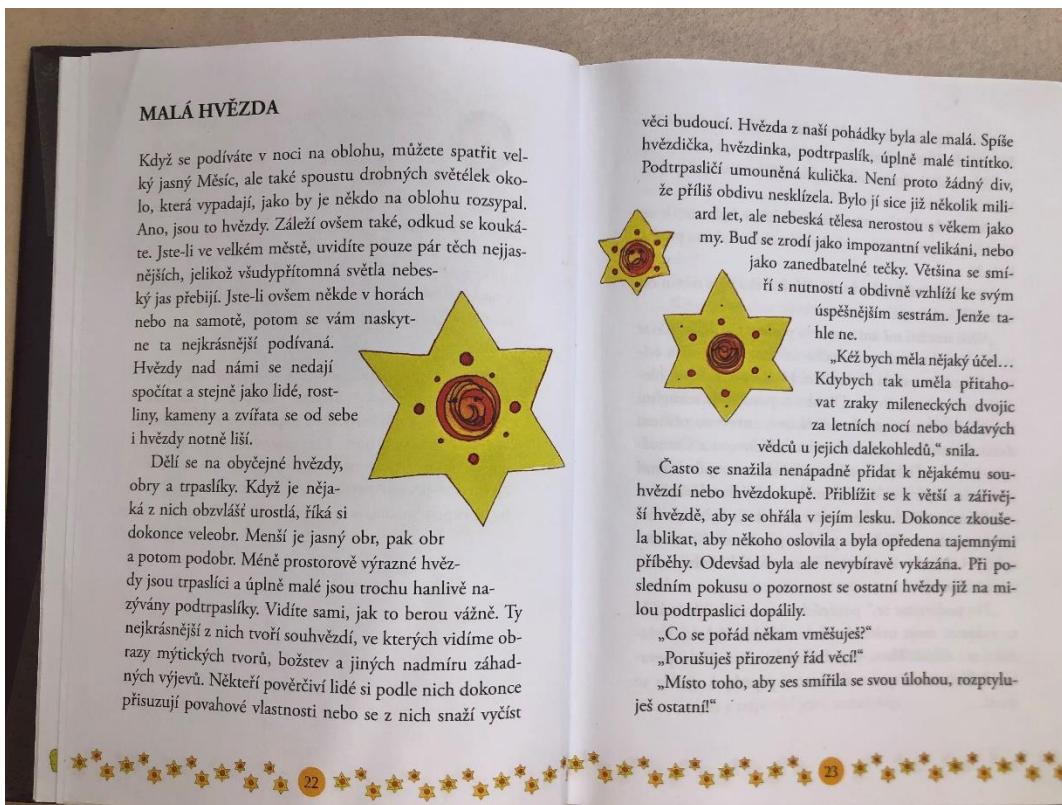 MALÁ HVĚZDA
Když se podíváte v noci na oblohu, můžete spatřit vel-
ký jasný Měsíc, ale také spoustu drobných světélek oko-
lo, která vypadají, jako by je někdo na oblohu rozsypal.
Ano, jsou to hvězdy. Záleží ovšem také, odkud se kouká-
te. Jste-li ve velkém městě, uvidíte pouze pár těch nejjas-
nějších, jelikož všudypřítomná světla nebes-
ký jas přebijí. Jste-li ovšem někde v horách
nebo na samotě, potom se vám naskyt-
ne ta nejkrásnější podívaná.
Hvězdy nad námi se nedají
spočítat a stejně jako lidé, rost-
liny, kameny a zvířata se od sebe
i hvězdy notně liší.
Dělí se na obyčejné hvězdy,
obry a trpaslíky. Když je něja-
ká z nich obzvlášť urostlá, říká si
dokonce veleobr. Menší je jasný obr, pak obr
a potom podobr. Méně prostorově výrazné hvěz-
dy jsou trpaslíci a úplně malé jsou trochu hanlivě na-
zývány podtrpaslíky. Vidíte sami, jak to berou vážně. Ty
nejkrásnější z nich tvoří souhvězdí, ve kterých vidíme ob-
razy mýtických tvorů, božstev a jiných nadmíru záhad-
ných výjevů. Někteří pověrčiví lidé si podle nich dokonce
přisuzují povahové vlastnosti nebo se z nich snaží vyčíst
22
věci budoucí. Hvězda z naší pohádky byla ale malá. Spíše
hvězdička, hvězdinka, podtrpaslík, úplně malé tintítko.
Podtrpasličí umouněná kulička. Není proto žádný div,
že příliš obdivu nesklízela. Bylo jí sice již několik mili-
ard let, ale nebeská tělesa nerostou s věkem jako
my. Buď se zrodí jako impozantní velikáni, nebo
jako zanedbatelné tečky. Většina se smí-
ří s nutností a obdivně vzhlíží ke svým
úspěšnějším sestrám. Jenže ta-
hle ne.
„Kéž bych měla nějaký účel…
Kdybych tak uměla přitaho-
vat zraky mileneckých dvojic
za letních nocí nebo bádavých
vědců u jejich dalekohledů,“ snila.
Často se snažila nenápadně přidat k nějakému sou-
hvězdí nebo hvězdokupě. Přiblížit se k větší a zářivěj-
ší hvězdě, aby se ohřála v jejím lesku. Dokonce zkouše-
la blikat, aby někoho oslovila a byla opředena tajemnými
příběhy. Odevšad byla ale nevybíravě vykázána. Při po-
sledním pokusu o pozornost se ostatní hvězdy již na mi-
lou podtrpaslici dopálily.
„Co se pořád někam vměšuješ?“
„Porušuješ přirozený řád věcí!“
„Místo toho, aby ses smířila se svou úlohou, rozptylu-
ješ ostatní!“
23